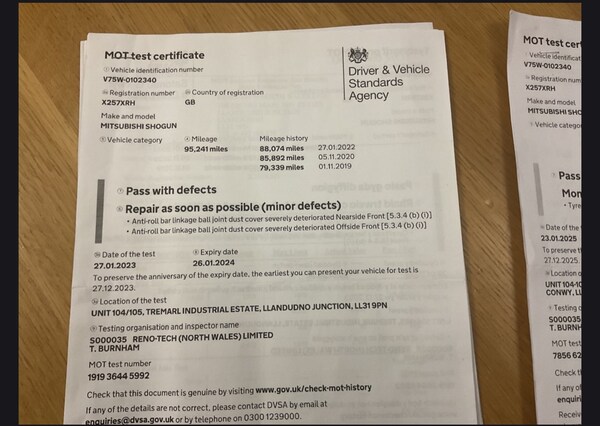 MOT test certificate
Vehicle identification number
V75W-0102340
Driver & Vehicle
Standards
Agency
Registration number Country of registration
X257XRH GB
Make and model
MITSUBISHI SHOGUN
Vehicle category Mileage Mileage history
95,241 miles 88,074 miles 27.01.2022
85,892 miles 05.11.2020
79,339 miles 01.11.2019
Pass with defects
Repair as soon as possible (minor defects)
• Anti-roll bar linkage ball joint dust cover severely deteriorated Nearside Front [5.3.4 (b) (i)]
• Anti-roll bar linkage ball joint dust cover severely deteriorated Offside Front [5.3.4 (b) (i)]
Date of the test Expiry date
27.01.2023 26.01.2024
To preserve the anniversary of the expiry date, the earliest you can present your vehicle for test is
27.12.2023.
Location of the test
UNIT 104/105, TREMARL INDUSTRIAL ESTATE, LLANDUDNO JUNCTION, LL31 9PN
Testing organisation and inspector name
S000035 RENO-TECH (NORTH WALES) LIMITED
T. BURNHAM
MOT test number
1919 3644 5992
Check that this document is genuine by visiting www.gov.uk/check-mot-history
If any of the details are not correct, please contact DVSA by email at
enquiries@dvsa.gov.uk or by telephone on 0300 1239000.
MOT test cert
Vehicle identificat
V75W-0102340
Registration num
X257XRH
Make and model
MITSUBISHI SHO
Vehicle catego
Pass
Mon
• Tyre
Date of the
23.01.2025
To preserve t
27.12.2025.
Location o
UNIT 104/10
CONWY, LL
Testing o
S000035
T. BURNH
MOT test
7856 62
Check th
If any of
enquirie
Receiv